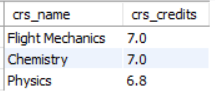 crs_name crs_credits
Flight Mechanics 7.0
Chemistry 7.0
Physics 6.8